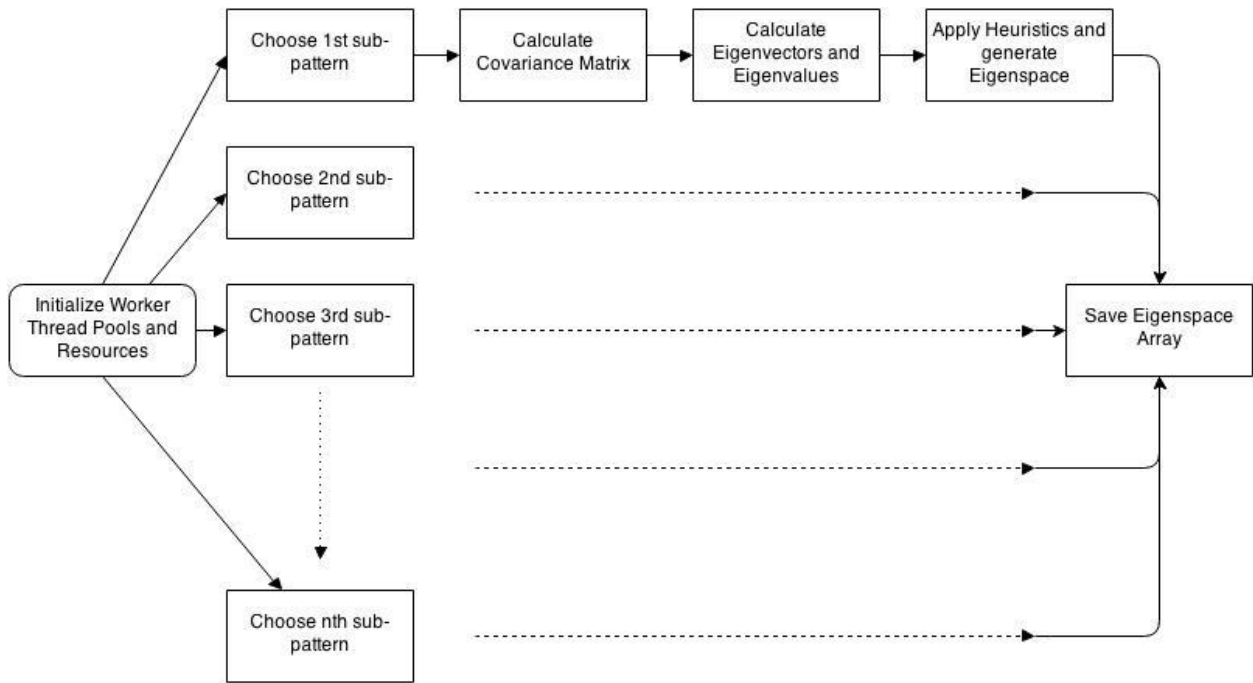 Choose 1st sub-
pattern
Calculate
Covariance Matrix
Calculate
Eigenvectors and
Eigenvalues
Apply Heuristics and
generate
Eigenspace
Choose 2nd sub-
pattern
Initialize Worker
Thread Pools and
Resources
Choose 3rd sub-
pattern
Save Eigenspace
Array
Choose nth sub-
pattern